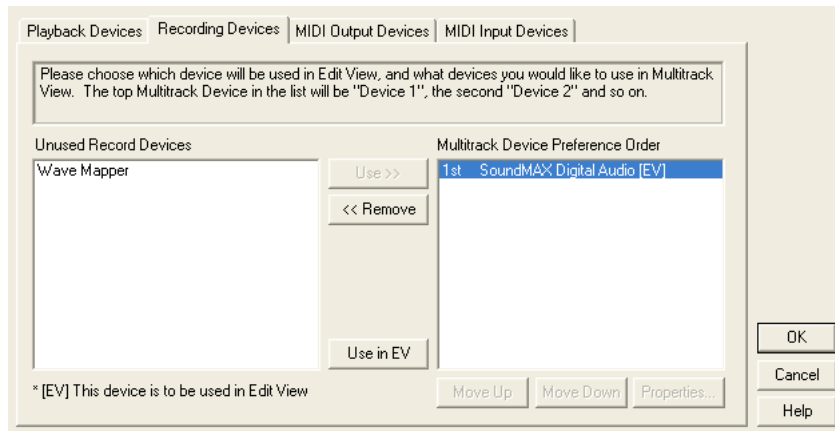 Playback Devices Recording Devices MIDI Output Devices MIDI Input Devices
Please choose which device will be used in Edit View, and what devices you would like to use in Multitrack
View. The top Multitrack Device in the list will be "Device 1", the second "Device 2" and so on.
Unused Record Devices
Multitrack Device Preference Order
Wave Mapper
Use >>
1st SoundMAX Digital Audio [EV]
<< Remove
Use in EV
OK
* [EV] This device is to be used in Edit View
Move Up Move Down Properties...
Cancel
Help